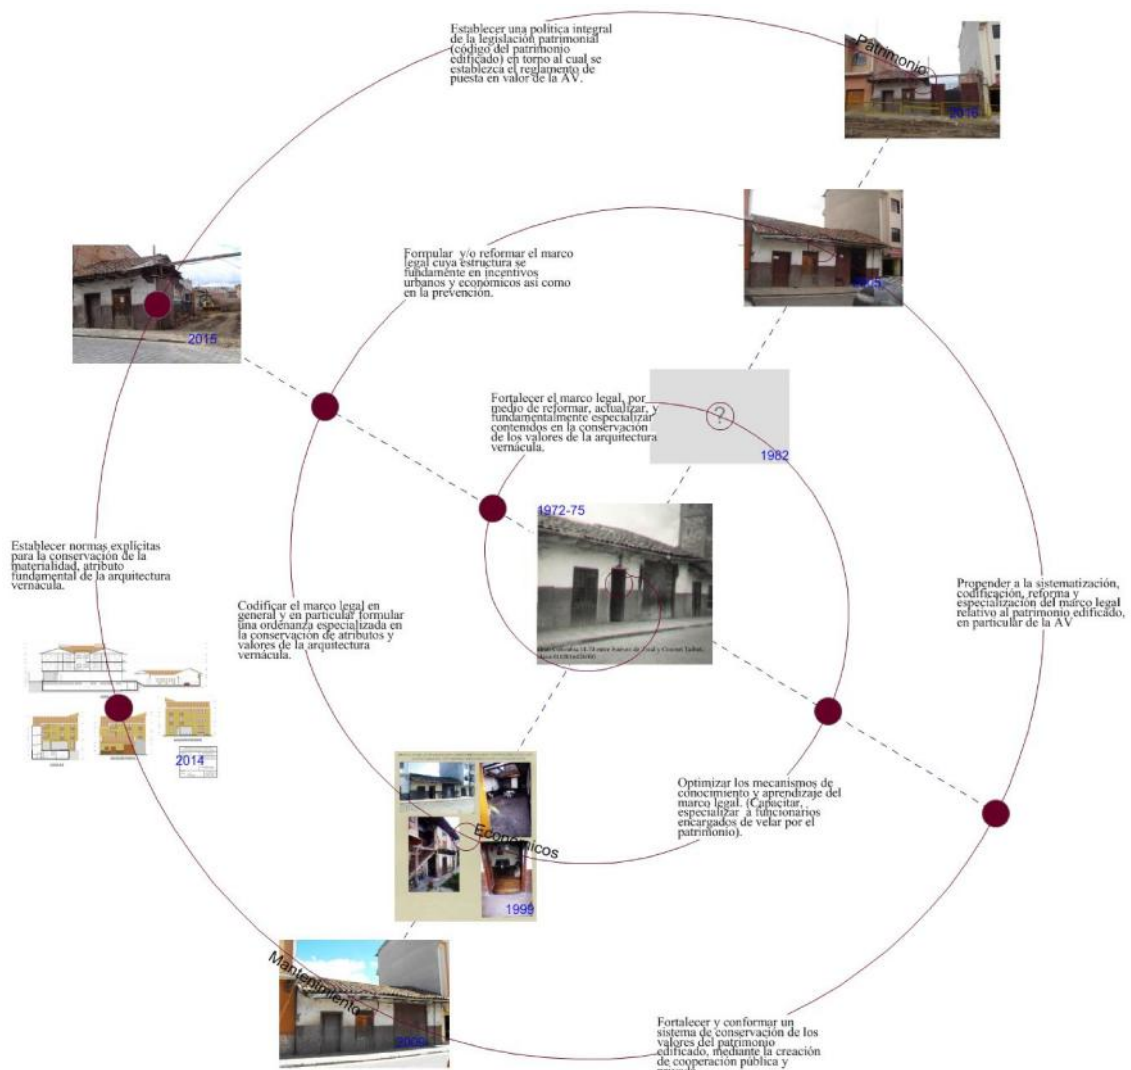 Establecer una política integral
de la legislación patrimonial
(código del patrimonio
edificado) en torno al cual se
establezca el reglamento de
puesta en valor de la AV.
Patrimonio
2016
Formular y/o reformar el marco
legal cuya estructura se
fundamente en incentivos
urbanos y económicos así como
en la prevención.
2015
Fortalecer el marco legal, por
medio de reformar, actualizar, y
fundamentalmente especializar
contenidos en la conservación
de los valores de la arquitectura
vernácula.
?
1982
1972-75
Establecer normas explícitas
para la conservación de la
materialidad, atributo
fundamental de la arquitectura
vernácula.
Codificar el marco legal en
general y en particular formular
una ordenanza especializada en
la conservación de atributos y
valores de la arquitectura
vernácula.
Propender a la sistematización,
codificación, reforma y
especialización del marco legal
relativo al patrimonio edificado,
en particular de la AV
2014
Optimizar los mecanismos de
conocimiento y aprendizaje del
marco legal. (Capacitar,
especializar a funcionarios
encargados de velar por el
patrimonio).
Económicos
1999
Mantenimiento
Fortalecer y conformar un
sistema de conservación de los
valores del patrimonio
edificado, mediante la creación
de cooperación pública y